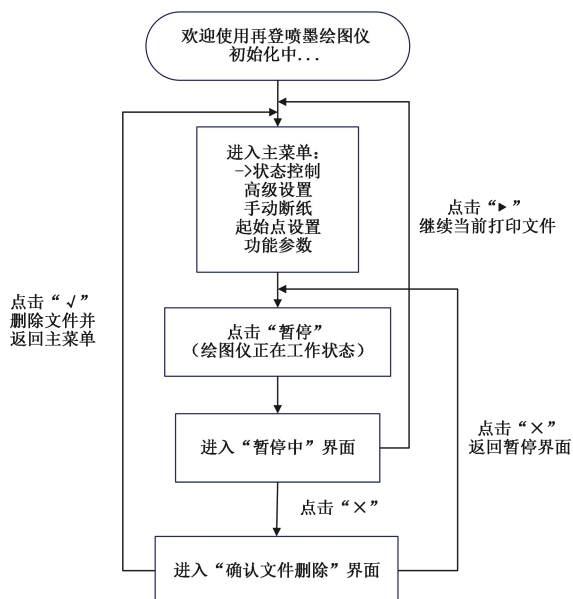 欢迎使用再登喷墨绘图仪
初始化中...
进入主菜单：
->状态控制
高级设置
手动断纸
起始点设置
功能参数
点击“▶”
继续当前打印文件
点击“√”
删除文件并
返回主菜单
点击“暂停”
（绘图仪正在工作状态）
进入“暂停中”界面
点击“×”
返回暂停界面
点击“×”
进入“确认文件删除”界面